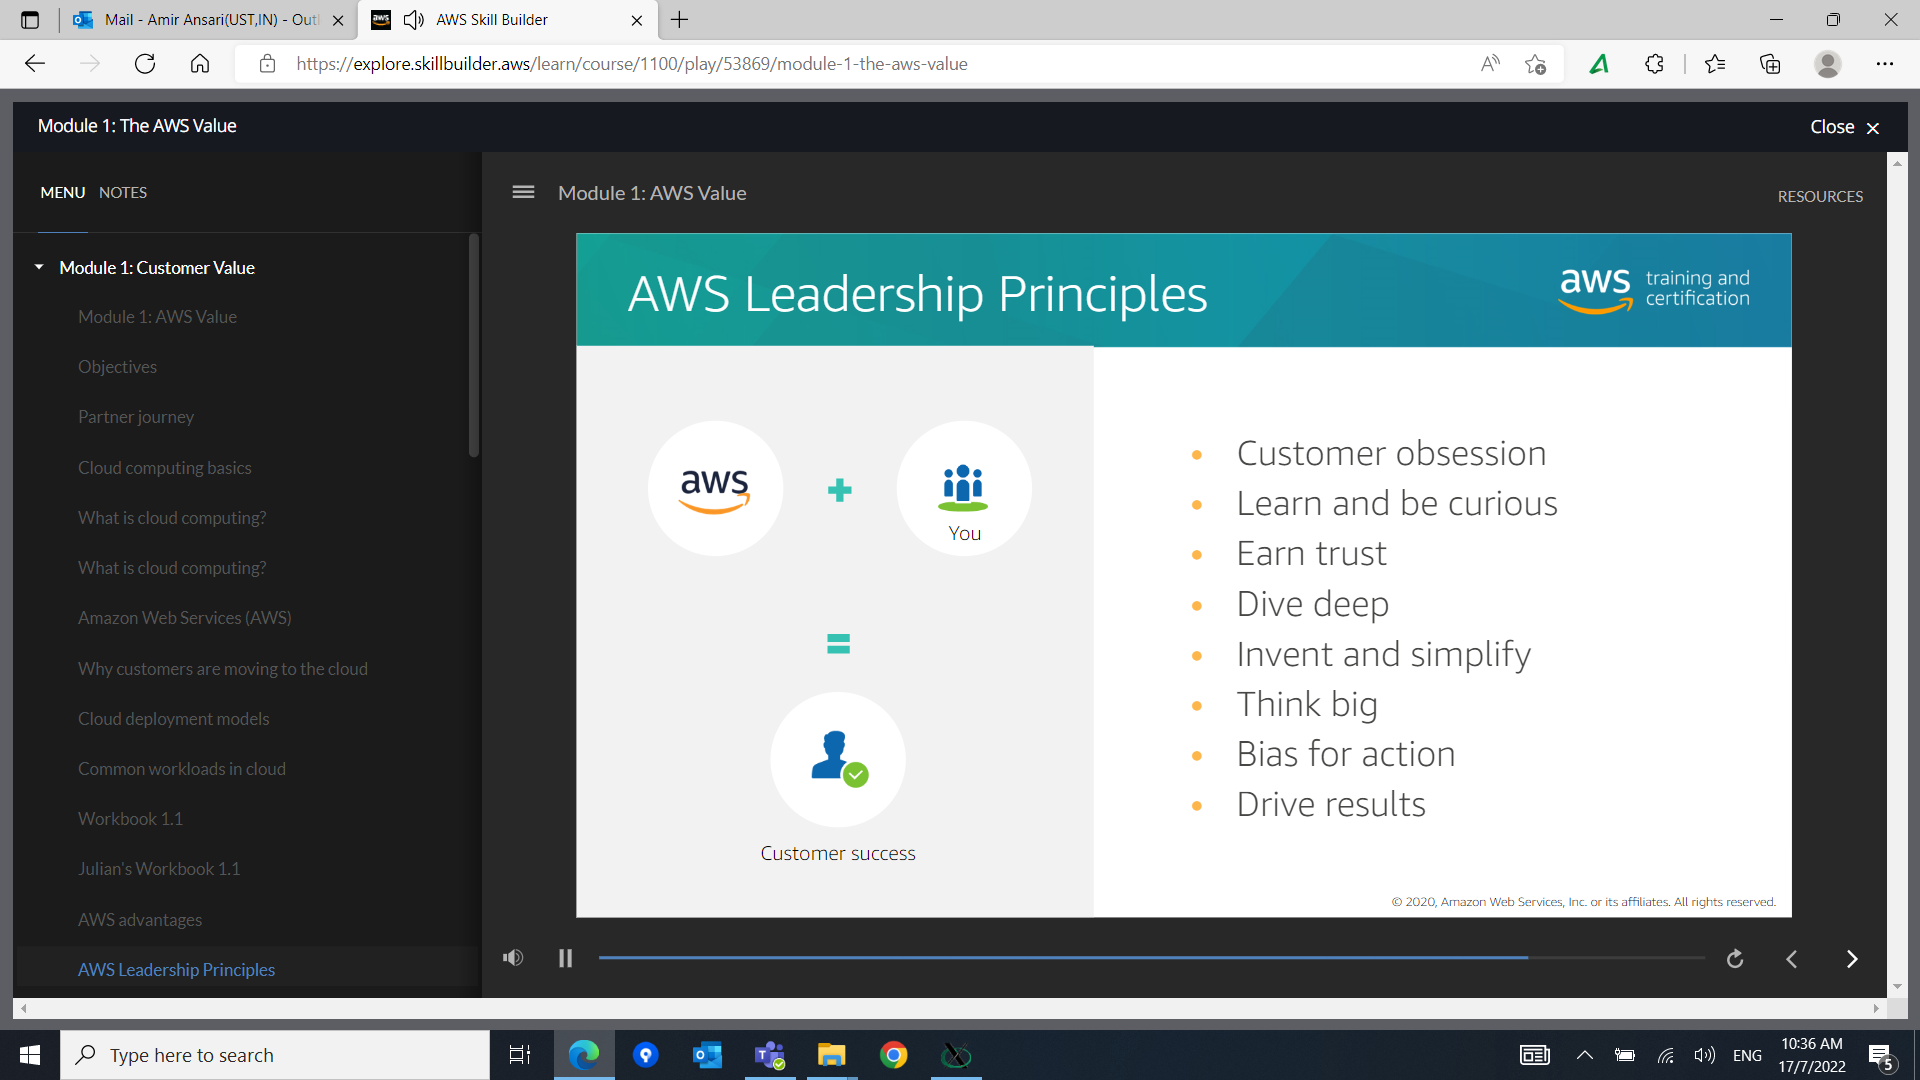 Mail - Amir Ansari(UST,IN) - Outl
aws
AWS Skill Builder
https://explore.skillbuilder.aws/learn/course/1100/play/53869/module-1-the-aws-value
Module 1: The AWS Value
Close
MENU NOTES
Module 1: AWS Value
RESOURCES
Module 1: Customer Value
Module 1: AWS Value
Objectives
Partner journey
Cloud computing basics
What is cloud computing?
What is cloud computing?
Amazon Web Services (AWS)
Why customers are moving to the cloud
Cloud deployment models
Common workloads in cloud
Workbook 1.1
Julian's Workbook 1.1
AWS advantages
AWS Leadership Principles
AWS Leadership Principles
aws training and
certification
aws
You
Customer success
• Customer obsession
• Learn and be curious
• Earn trust
• Dive deep
• Invent and simplify
• Think big
• Bias for action
• Drive results
© 2020, Amazon Web Services, Inc. or its affiliates. All rights reserved.
Type here to search
ENG
10:36 AM
17/7/2022
5